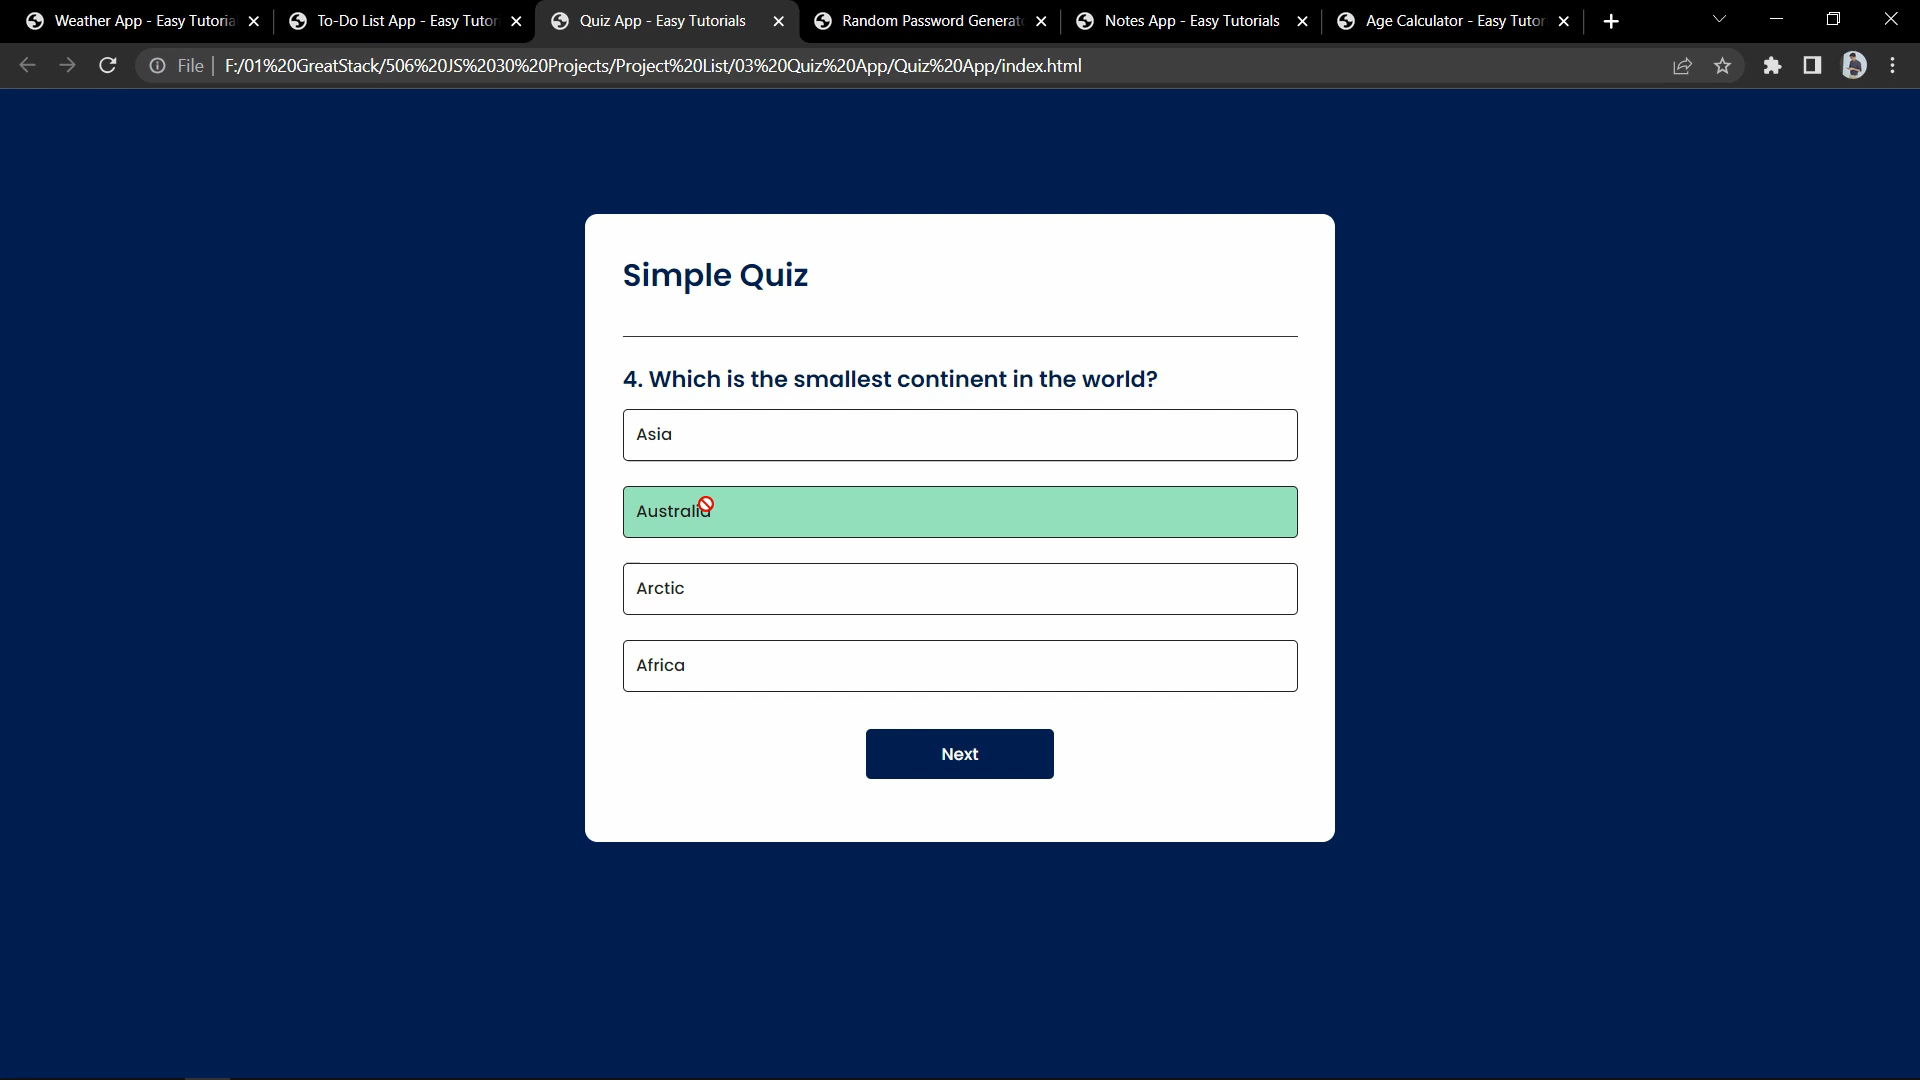 Weather App - Easy Tutoria
To-Do List App - Easy Tutor
Quiz App - Easy Tutorials
Random Password Generat
Notes App - Easy Tutorials
Age Calculator - Easy Tutor
File
F:/01%20GreatStack/506%20JS%2030%20Projects/Project%20List/03%20Quiz%20App/Quiz%20App/index.html
Simple Quiz
4. Which is the smallest continent in the world?
Asia
Australia
Arctic
Africa
Next